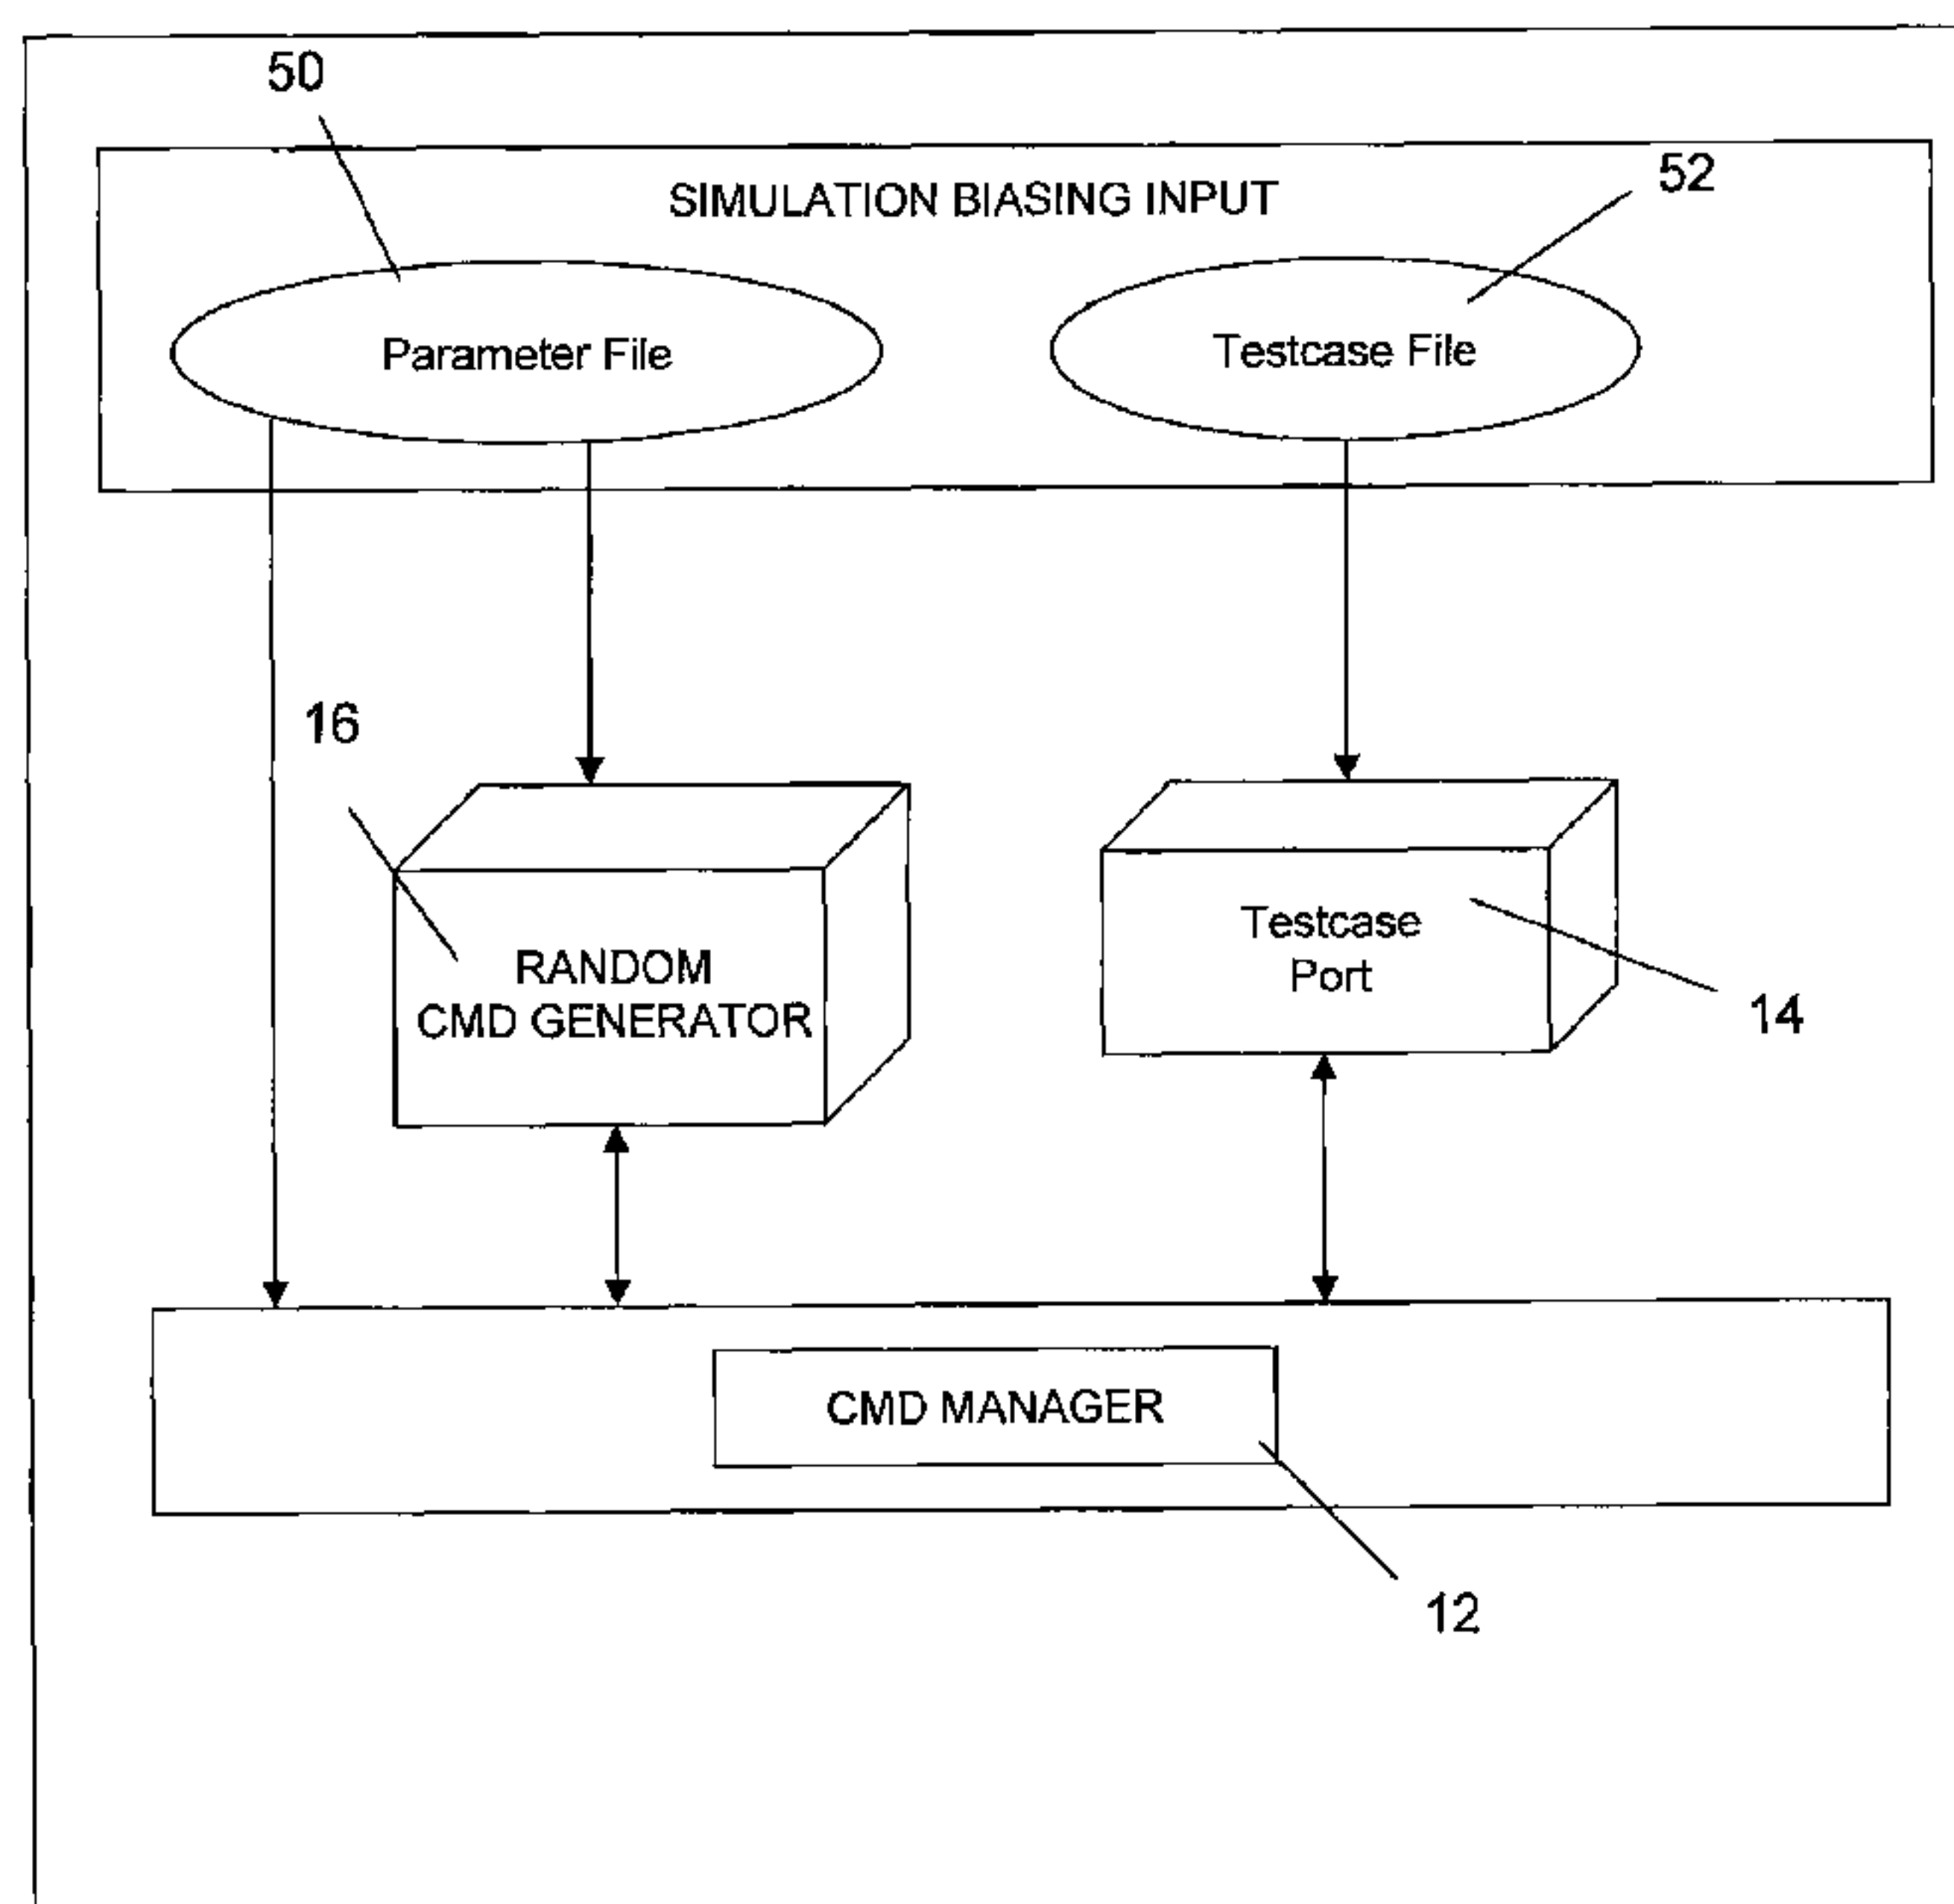 50
52
SIMULATION BIASING INPUT
Parameter File
Testcase File
16
RANDOM
CMD GENERATOR
Testcase
Port
14
CMD MANAGER
12